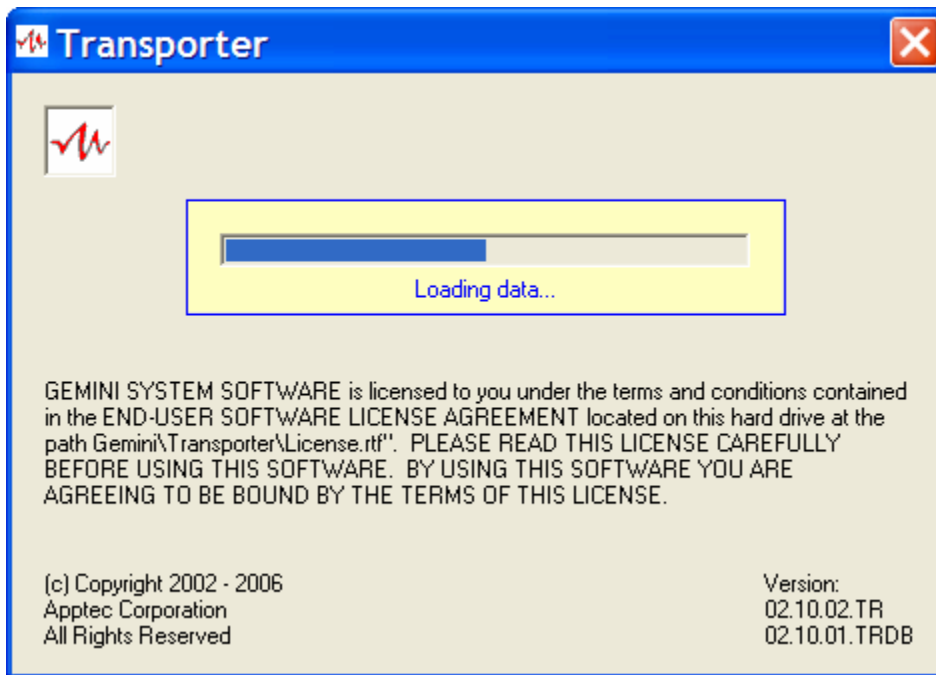 Transporter
Loading data...
GEMINI SYSTEM SOFTWARE is licensed to you under the terms and conditions contained
in the END-USER SOFTWARE LICENSE AGREEMENT located on this hard drive at the
path Gemini\Transporter\License.rtf". PLEASE READ THIS LICENSE CAREFULLY
BEFORE USING THIS SOFTWARE. BY USING THIS SOFTWARE YOU ARE
AGREEING TO BE BOUND BY THE TERMS OF THIS LICENSE.
(c) Copyright 2002 - 2006
Apptec Corporation
All Rights Reserved
Version:
02.10.02.TR
02.10.01.TRDB